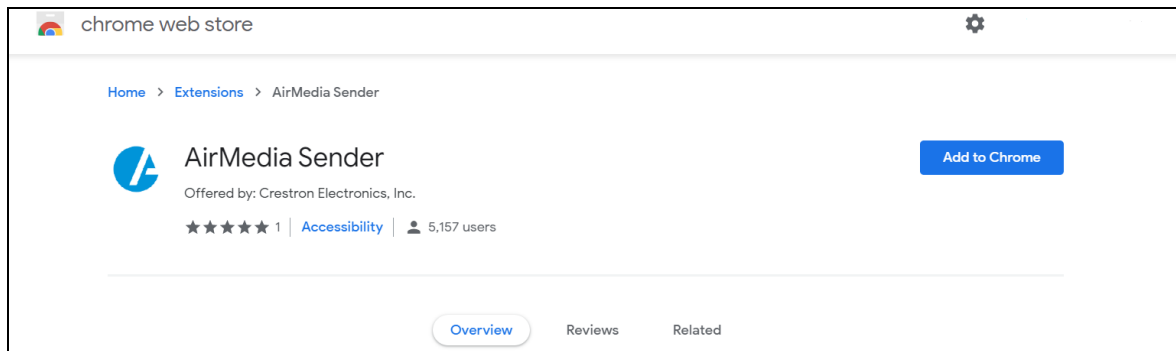 chrome web store
Home > Extensions > AirMedia Sender
AirMedia Sender
Add to Chrome
Offered by: Crestron Electronics, Inc.
★★★★★ 1 | Accessibility | 5,157 users
Overview Reviews Related